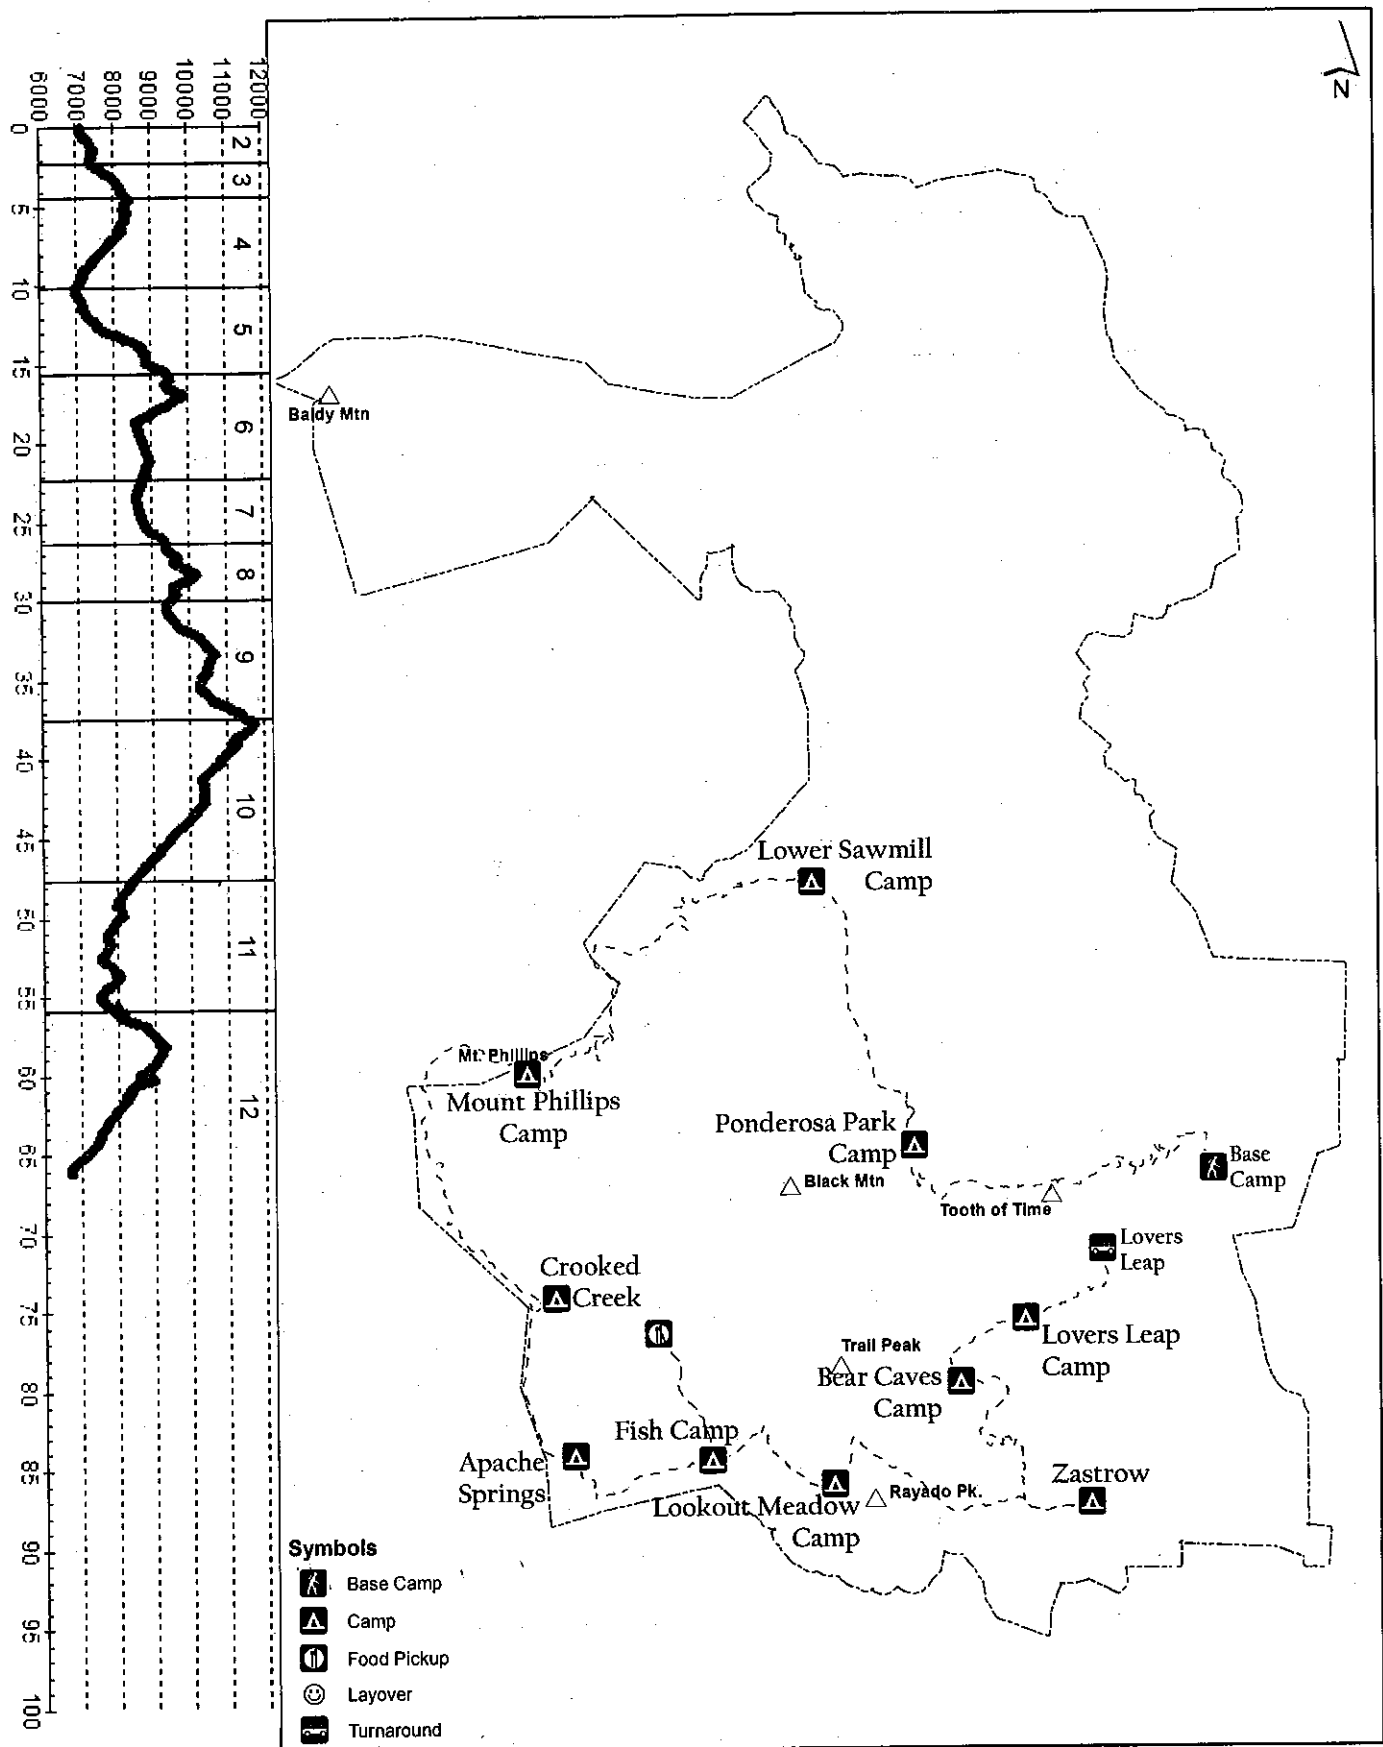 12000
11000
10000
9000
8000
7000
6000
0
5
10
15
20
25
30
35
40
45
50
55
60
65
70
75
80
85
90
95
100
2
3
4
5
6
7
8
9
10
11
12
N
Baldy Mtn
Lower Sawmill
Camp
Mt. Phillips
Mount Phillips
Camp
Ponderosa Park
Camp
Black Mtn
Tooth of Time
Base
Camp
Lovers
Leap
Crooked
Creek
Lovers Leap
Camp
Trail Peak
Bear Caves
Camp
Fish Camp
Apache
Springs
Lookout Meadow
Camp
Rayado Pk.
Zastrow
Symbols
Base Camp
Camp
Food Pickup
Layover
Turnaround